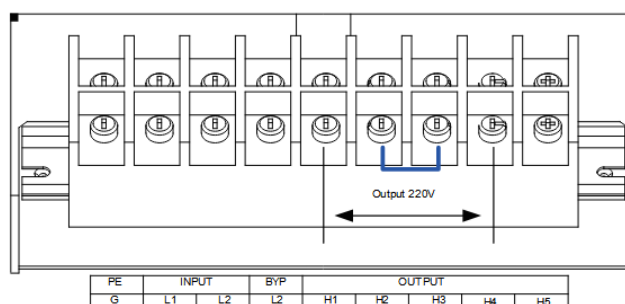 Output 220V
PE INPUT BYP OUTPUT
G L1 L2 L2 H1 H2 H3 H4 H5